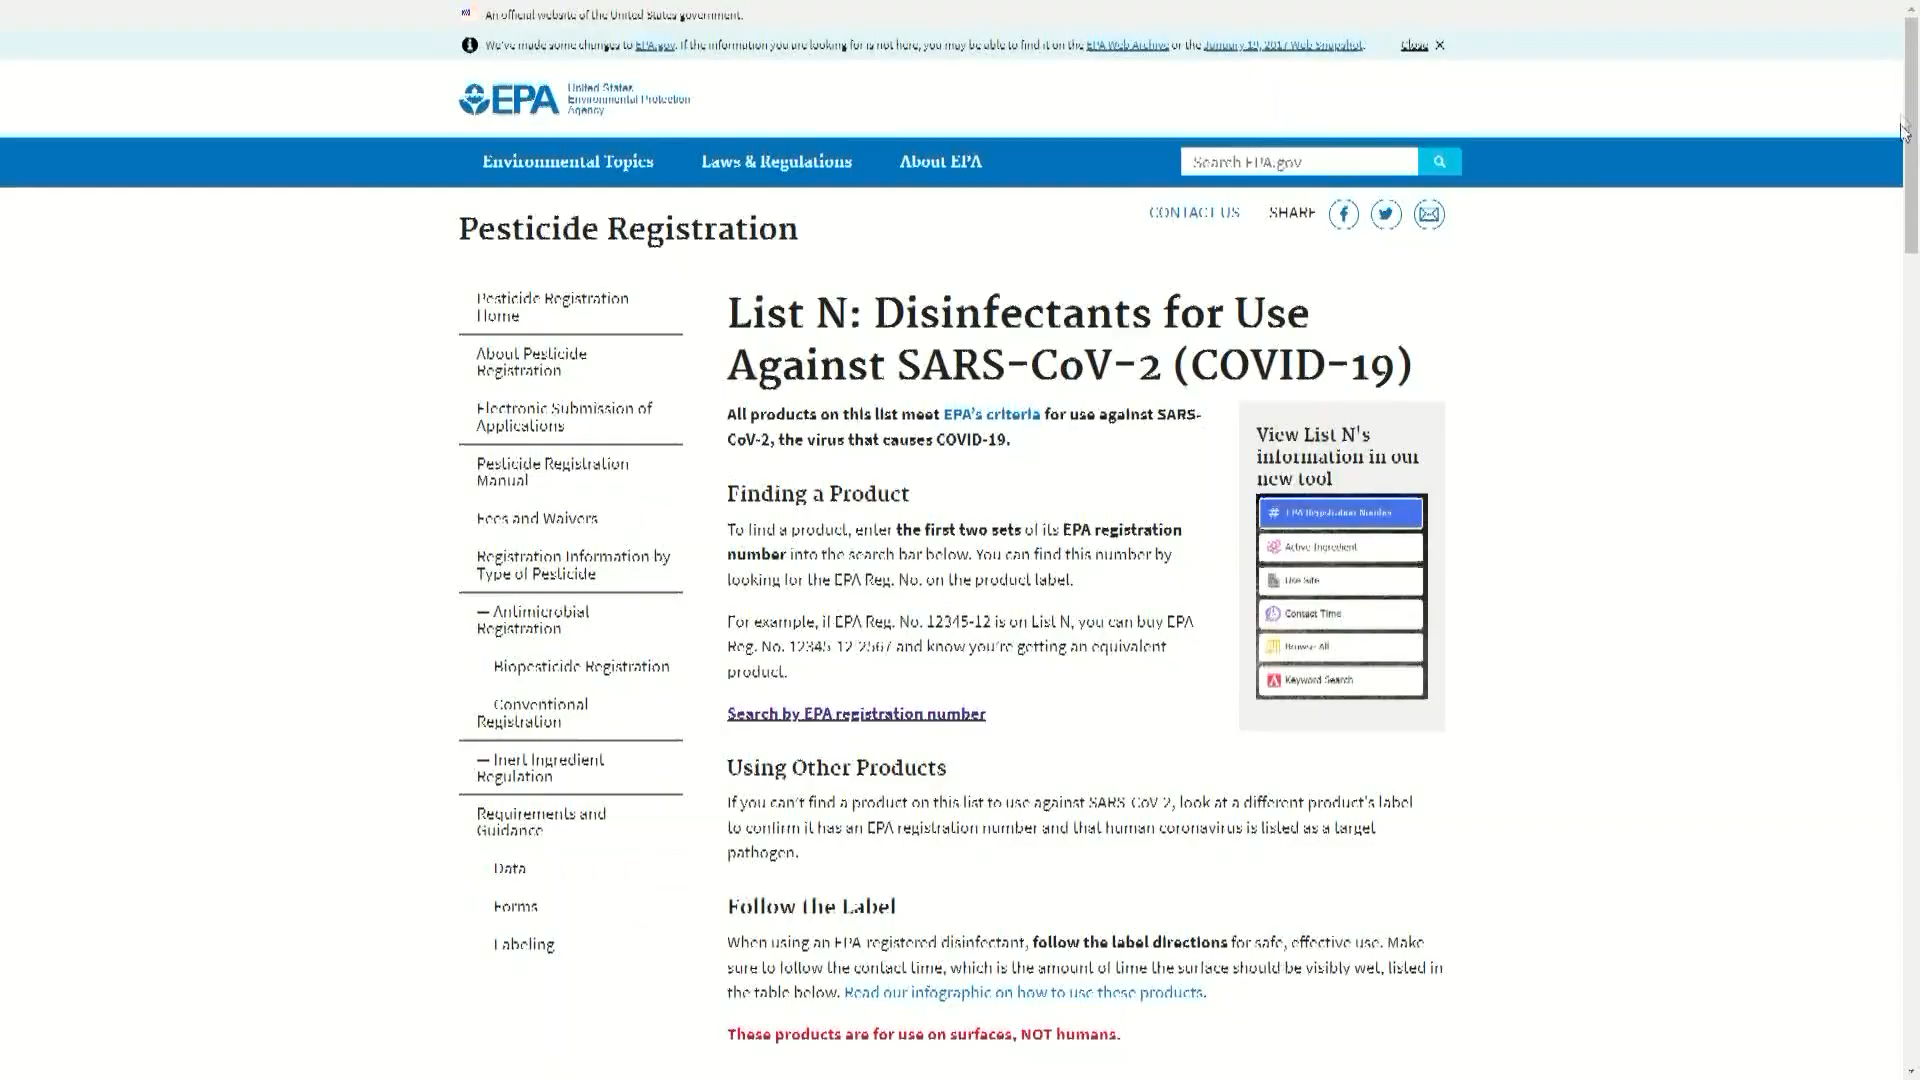 An official website of the United States government.
We've made some changes to EPA.gov. If the information you are looking for is not here, you may be able to find it on the EPA Web Archive or the January 19, 2017 Web Snapshot.
Close
EPA
United States
Environmental Protection
Agency
Environmental Topics
Laws & Regulations
About EPA
Search EPA.gov
Pesticide Registration
CONTACT US
SHARE
Pesticide Registration
Home
About Pesticide
Registration
Electronic Submission of
Applications
Pesticide Registration
Manual
Fees and Waivers
Registration Information by
Type of Pesticide
— Antimicrobial
Registration
Biopesticide Registration
Conventional
Registration
— Inert Ingredient
Regulation
Requirements and
Guidance
Data
Forms
Labeling
List N: Disinfectants for Use
Against SARS-CoV-2 (COVID-19)
All products on this list meet EPA's criteria for use against SARS-
CoV-2, the virus that causes COVID-19.
Finding a Product
To find a product, enter the first two sets of its EPA registration
number into the search bar below. You can find this number by
looking for the EPA Reg. No. on the product label.
For example, if EPA Reg. No. 12345-12 is on List N, you can buy EPA
Reg. No. 12345-12-2567 and know you're getting an equivalent
product.
Search by EPA registration number
View List N's
information in our
new tool
# EPA Registration Number
Active Ingredient
Use Site
Contact Time
Browse All
Keyword Search
Using Other Products
If you can't find a product on this list to use against SARS-CoV-2, look at a different product's label
to confirm it has an EPA registration number and that human coronavirus is listed as a target
pathogen.
Follow the Label
When using an EPA-registered disinfectant, follow the label directions for safe, effective use. Make
sure to follow the contact time, which is the amount of time the surface should be visibly wet, listed in
the table below. Read our infographic on how to use these products.
These products are for use on surfaces, NOT humans.